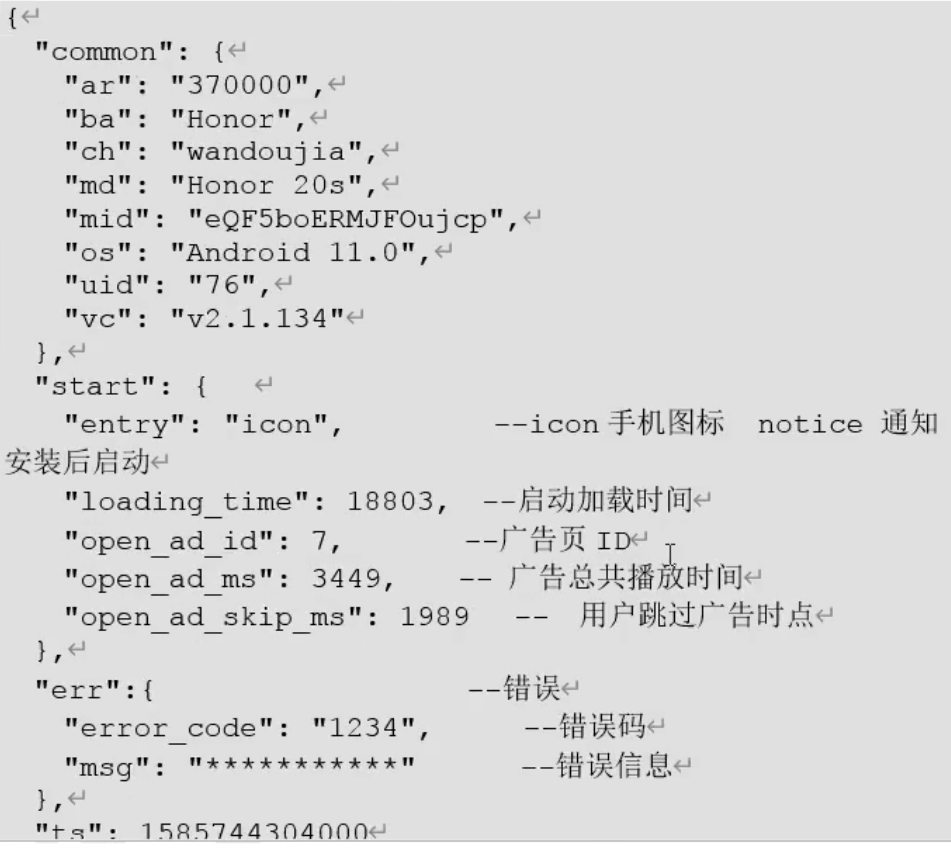 {
"common": {
"ar": "370000",
"ba": "Honor",
"ch": "wandoujia",
"md": "Honor 20s",
"mid": "eQF5boERMJFOujcp",
"os": "Android 11.0",
"uid": "76",
"vc": "v2.1.134"
},
"start": {
"entry": "icon", --icon 手机图标 notice 通知
安装后启动
"loading_time": 18803, --启动加载时间
"open_ad_id": 7, --广告页 ID
"open_ad_ms": 3449, -- 广告总共播放时间
"open_ad_skip_ms": 1989 -- 用户跳过广告时点
},
"err":{ --错误
"error_code": "1234", --错误码
"msg": "***********" --错误信息
},
"ts": 1585744304000